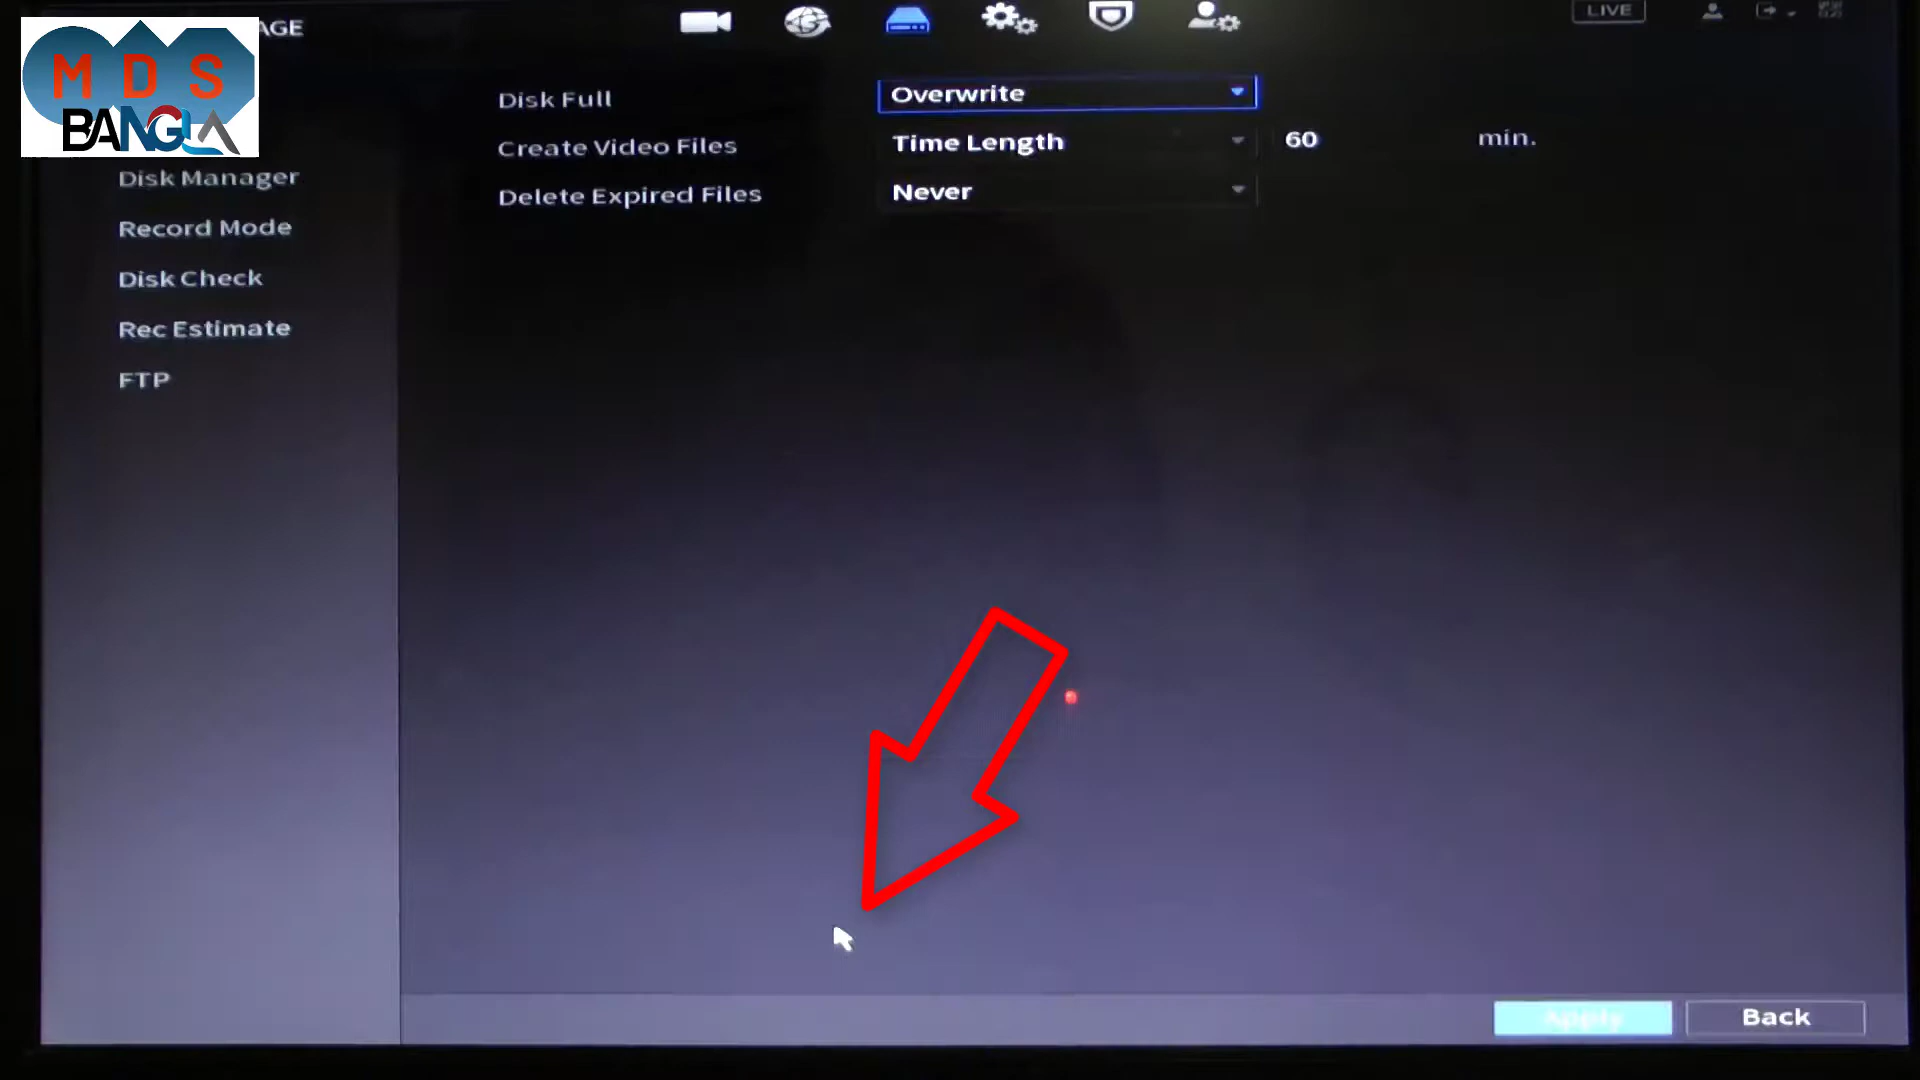 AGE
LIVE
MDS
BANGLA
Disk Full
Overwrite
Create Video Files
Time Length
60
min.
Delete Expired Files
Never
Disk Manager
Record Mode
Disk Check
Rec Estimate
FTP
Apply
Back